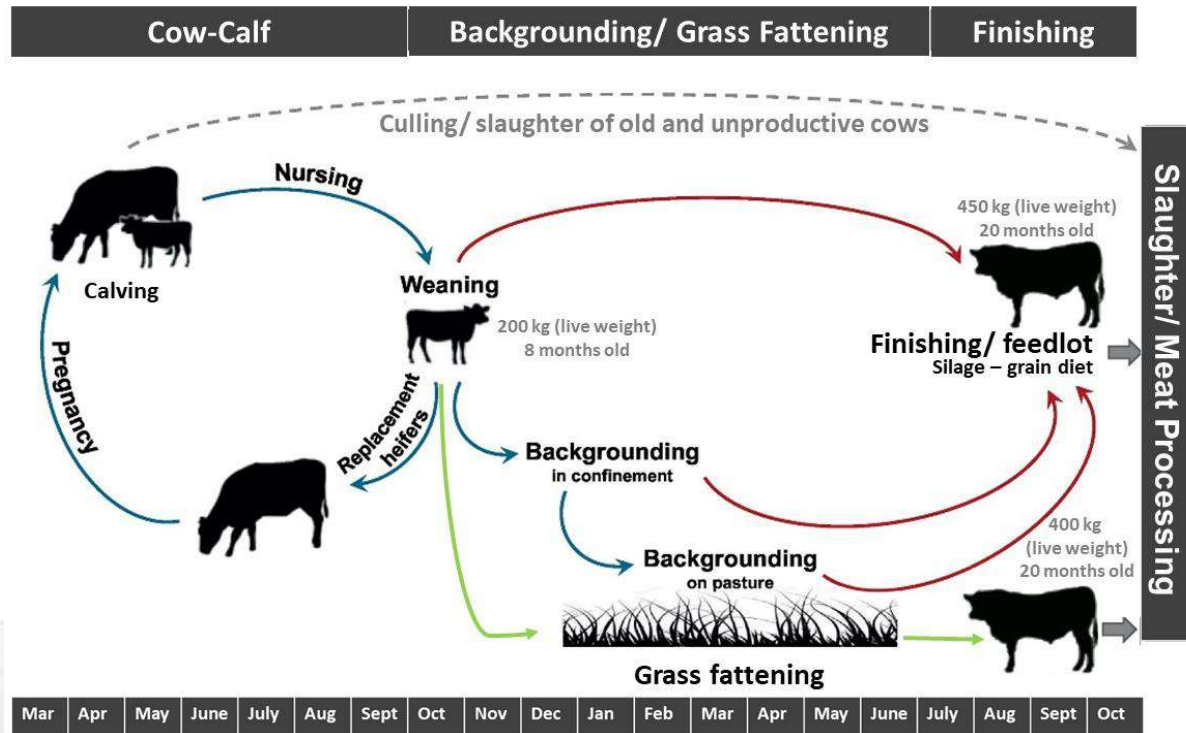 Cow-Calf
Backgrounding/ Grass Fattening
Finishing
Culling/ slaughter of old and unproductive cows
Nursing
450 kg (live weight)
20 months old
Calving
Weaning
200 kg (live weight)
8 months old
Finishing/ feedlot
Silage – grain diet
Pregnancy
Replacement
heifers
Backgrounding
in confinement
Backgrounding
on pasture
400 kg
(live weight)
20 months old
Grass fattening
Slaughter/ Meat Processing
Mar Apr May June July Aug Sept Oct Nov Dec Jan Feb Mar Apr May June July Aug Sept Oct